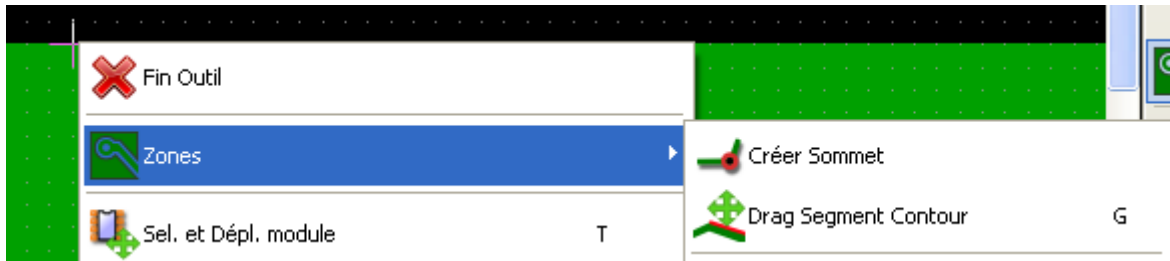 Fin Outil
Zones
Créer Sommet
Drag Segment Contour G
Sel. et Dépl. module T